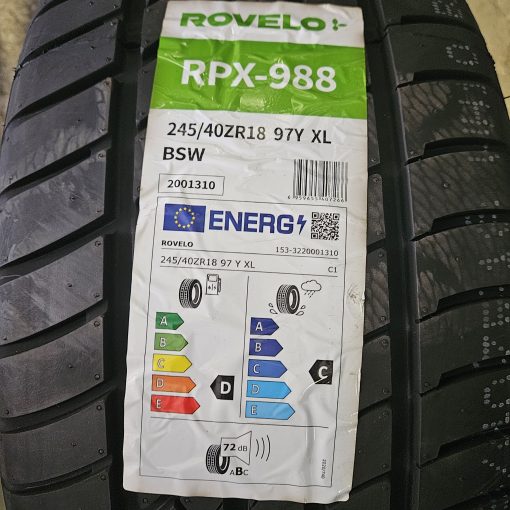 ROVELO
RPX-988
245/40ZR18 97Y XL
BSW
2001310
ENERG
ROVELO
153-3220001310
245/40ZR18 97 Y XL
C1
A
B
C
D
E
D
A
B
C
D
E
C
72 dB
ABC